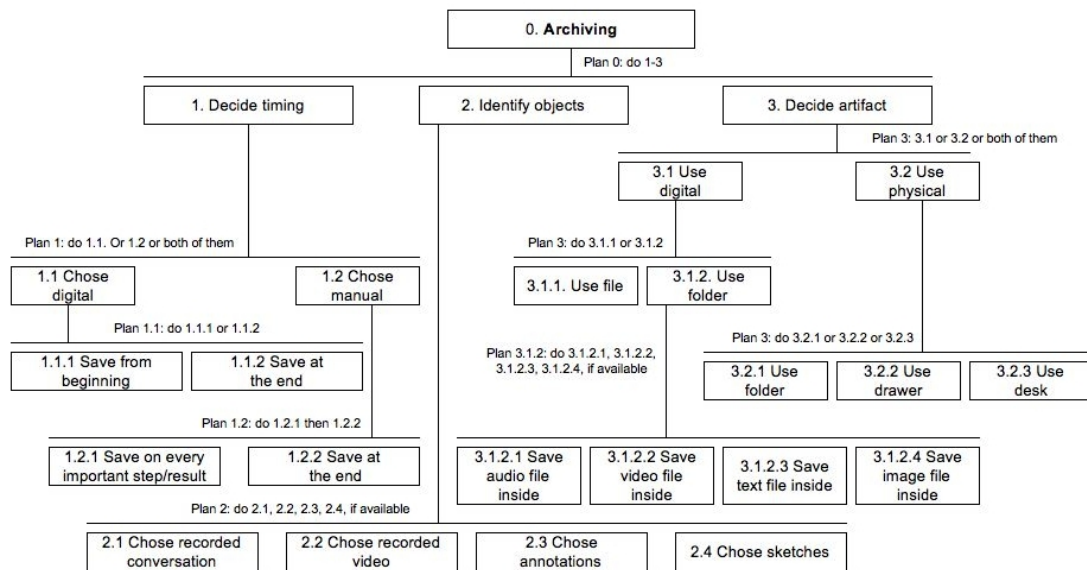 0. Archiving
Plan 0: do 1-3
1. Decide timing
2. Identify objects
3. Decide artifact
Plan 3: 3.1 or 3.2 or both of them
3.1 Use
digital
3.2 Use
physical
Plan 1: do 1.1. Or 1.2 or both of them
Plan 3: do 3.1.1 or 3.1.2
1.1 Chose
digital
1.2 Chose
manual
3.1.1. Use file
3.1.2. Use
folder
Plan 1.1: do 1.1.1 or 1.1.2
Plan 3: do 3.2.1 or 3.2.2 or 3.2.3
1.1.1 Save from
beginning
1.1.2 Save at
the end
Plan 3.1.2: do 3.1.2.1, 3.1.2.2,
3.1.2.3, 3.1.2.4, if available
3.2.1 Use
folder
3.2.2 Use
drawer
3.2.3 Use
desk
Plan 1.2: do 1.2.1 then 1.2.2
1.2.1 Save on every
important step/result
1.2.2 Save at
the end
3.1.2.1 Save
audio file
inside
3.1.2.2 Save
video file
inside
3.1.2.3 Save
text file inside
3.1.2.4 Save
image file
inside
Plan 2: do 2.1, 2.2, 2.3, 2.4, if available
2.1 Chose recorded
conversation
2.2 Chose recorded
video
2.3 Chose
annotations
2.4 Chose sketches